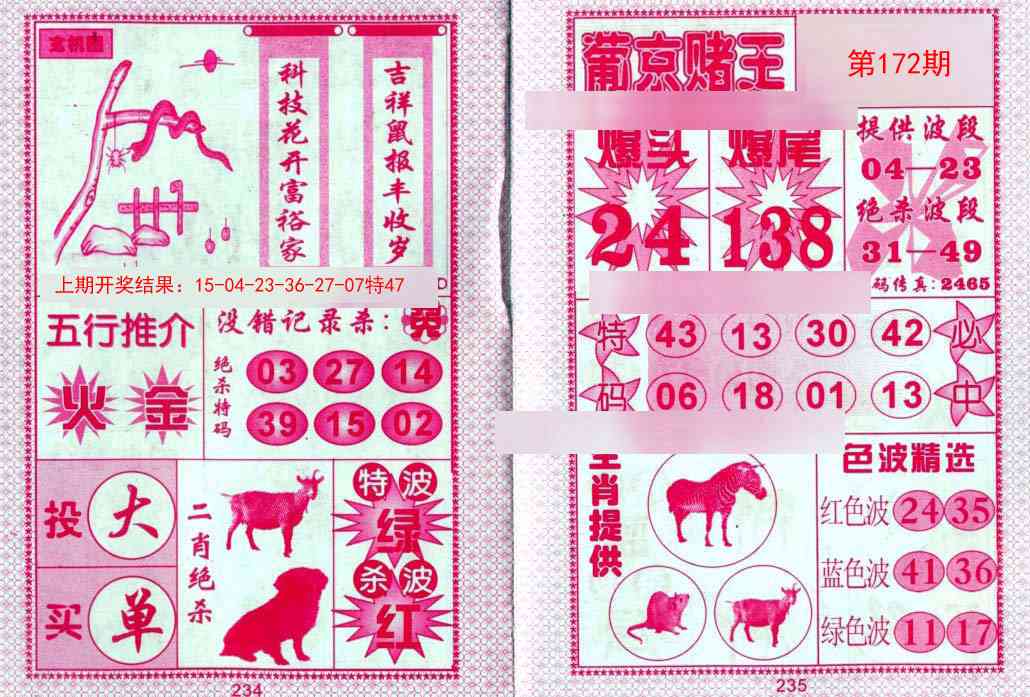 玄机图
吉祥鼠报丰收岁
科技花开富裕家
上期开奖结果：15-04-23-36-27-07特47
五行推介
火 金
没错记录杀：兔
绝杀特码
03 27 14
39 15 02
投 大
买 单
二肖绝杀
特波
绿
杀波
红
234
葡京赌王
第172期
爆头
24
爆尾
138
提供波段
04—23
绝杀波段
31—49
码传真：2465
特码
43 13 30 42
06 18 01 13
必中
生肖提供
色波精选
红色波 24 35
蓝色波 41 36
绿色波 11 17
235